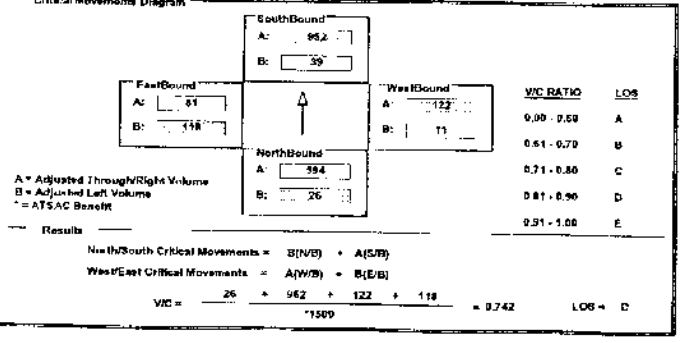 Critical Movements Diagram
SouthBound
A: 962
B: 39
EastBound
A: 81
B: 118
WestBound
A: 122
B: 71
NorthBound
A: 594
B: 26
V/C RATIO LOS
0.00 - 0.60 A
0.61 - 0.70 B
0.71 - 0.80 C
0.81 - 0.90 D
0.91 - 1.00 E
A = Adjusted Through/Right Volume
B = Adjusted Left Volume
* = ATSAC Benefit
Results
North/South Critical Movements = B(N/B) + A(S/B)
West/East Critical Movements = A(W/B) + B(E/B)
V/C = 26 + 962 + 122 + 118
*1500
= 0.742 LOS =